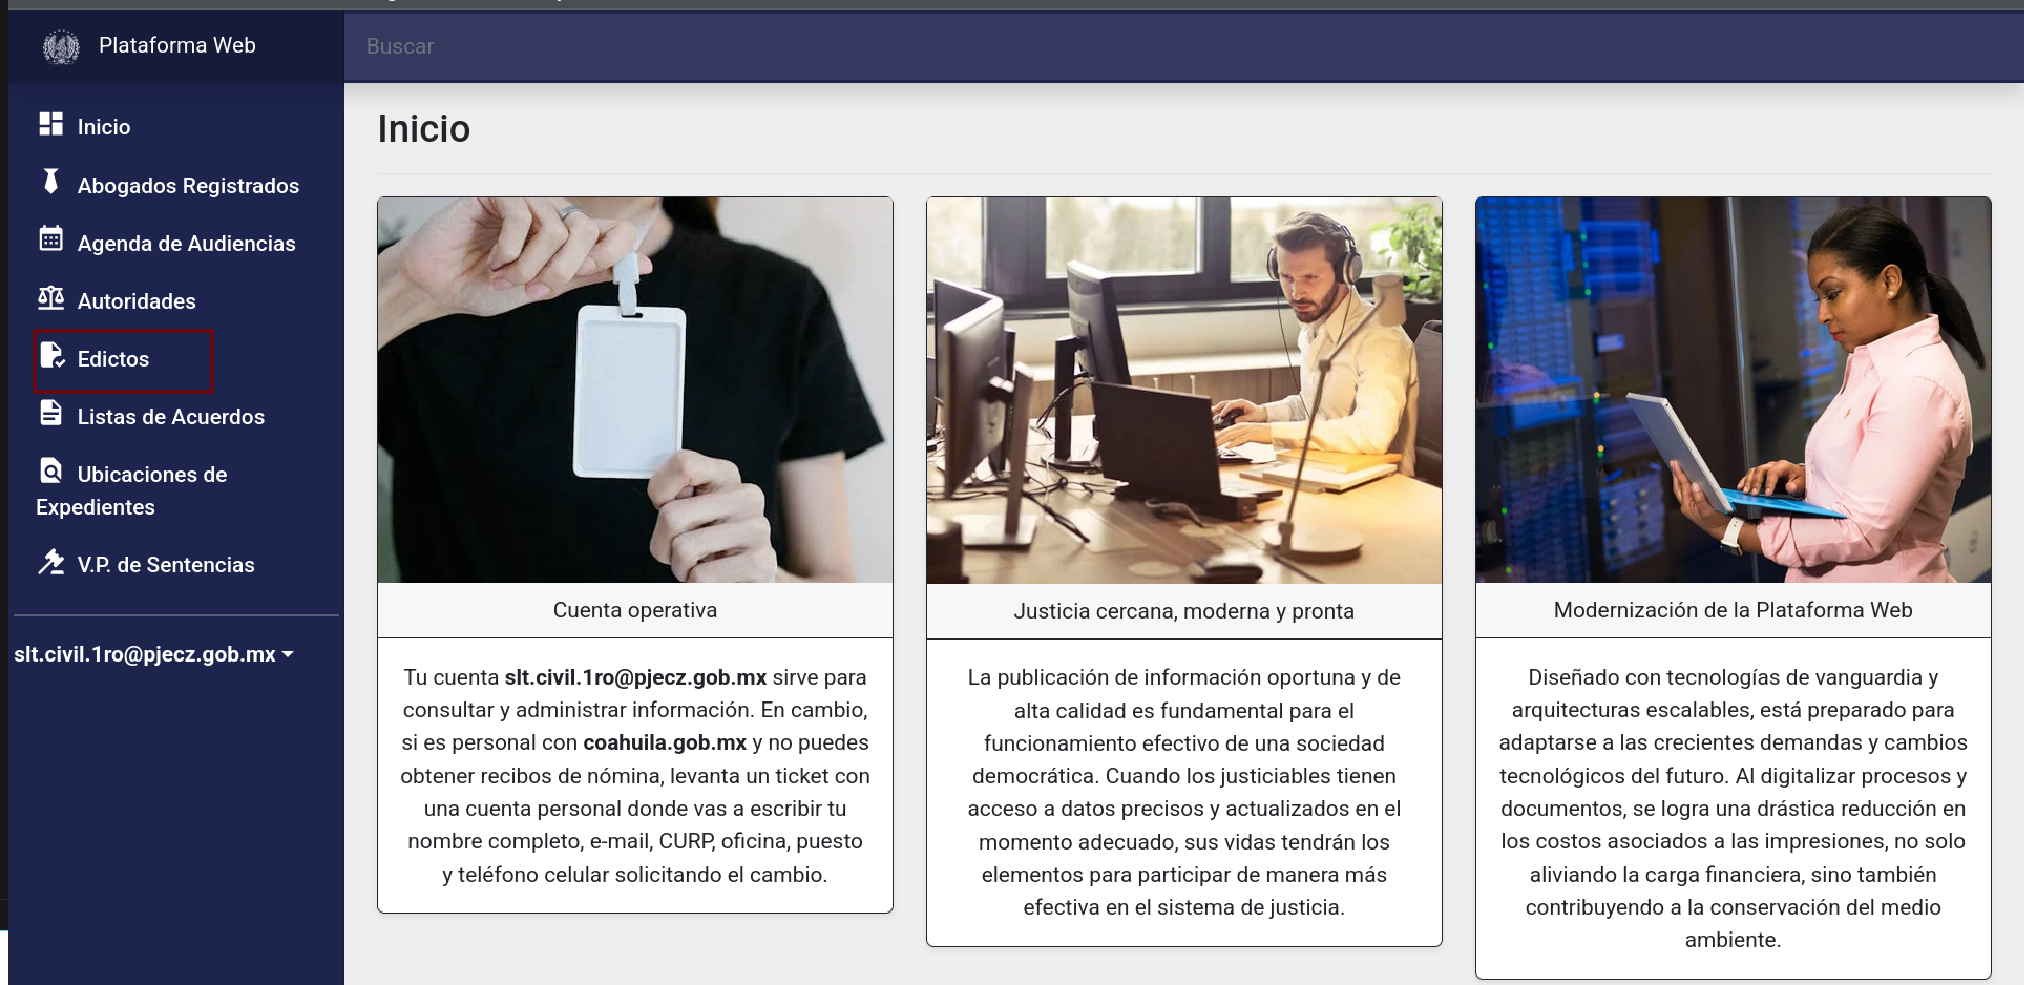 Plataforma Web
Buscar
Inicio
Abogados Registrados
Agenda de Audiencias
Autoridades
Edictos
Listas de Acuerdos
Ubicaciones de
Expedientes
V.P. de Sentencias
slt.civil.1ro@pjecz.gob.mx
Inicio
Cuenta operativa
Tu cuenta slt.civil.1ro@pjecz.gob.mx sirve para
consultar y administrar información. En cambio,
si es personal con coahuila.gob.mx y no puedes
obtener recibos de nómina, levanta un ticket con
una cuenta personal donde vas a escribir tu
nombre completo, e-mail, CURP, oficina, puesto
y teléfono celular solicitando el cambio.
Justicia cercana, moderna y pronta
La publicación de información oportuna y de
alta calidad es fundamental para el
funcionamiento efectivo de una sociedad
democrática. Cuando los justiciables tienen
acceso a datos precisos y actualizados en el
momento adecuado, sus vidas tendrán los
elementos para participar de manera más
efectiva en el sistema de justicia.
Modernización de la Plataforma Web
Diseñado con tecnologías de vanguardia y
arquitecturas escalables, está preparado para
adaptarse a las crecientes demandas y cambios
tecnológicos del futuro. Al digitalizar procesos y
documentos, se logra una drástica reducción en
los costos asociados a las impresiones, no solo
aliviando la carga financiera, sino también
contribuyendo a la conservación del medio
ambiente.